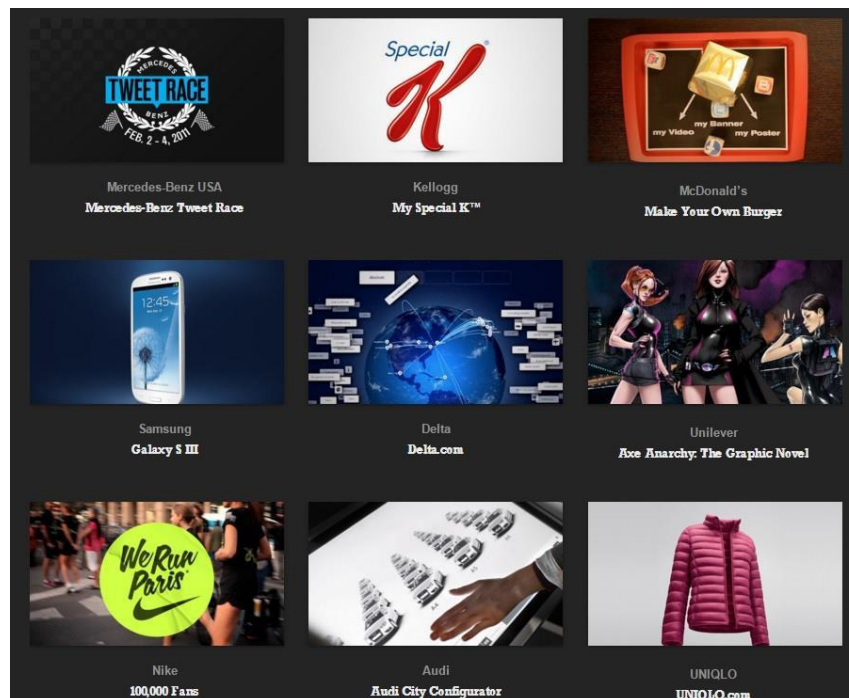 MERCEDES
TWEET RACE
BENZ
FEB. 2 - 4, 2011
Special
K
my Video
my Banner
my Poster
Mercedes-Benz USA
Mercedes-Benz Tweet Race
Kellogg
My Special K™
McDonald's
Make Your Own Burger
12:45
Samsung
Galaxy S III
Delta
Delta.com
Unilever
Axe Anarchy: The Graphic Novel
We Run
Paris
Nike
100,000 Fans
Audi
Audi City Configurator
UNIQLO
UNIQLO.com